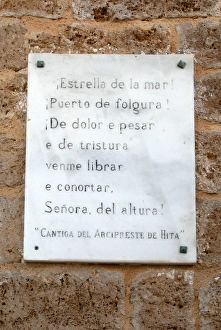 ¡Estrella de la mar!
¡Puerto de folgura!
¡De dolor e pesar
e de tristura
venme librar
e conortar,
Señora, del altura!
"Cantiga del Arcipreste de Hita"